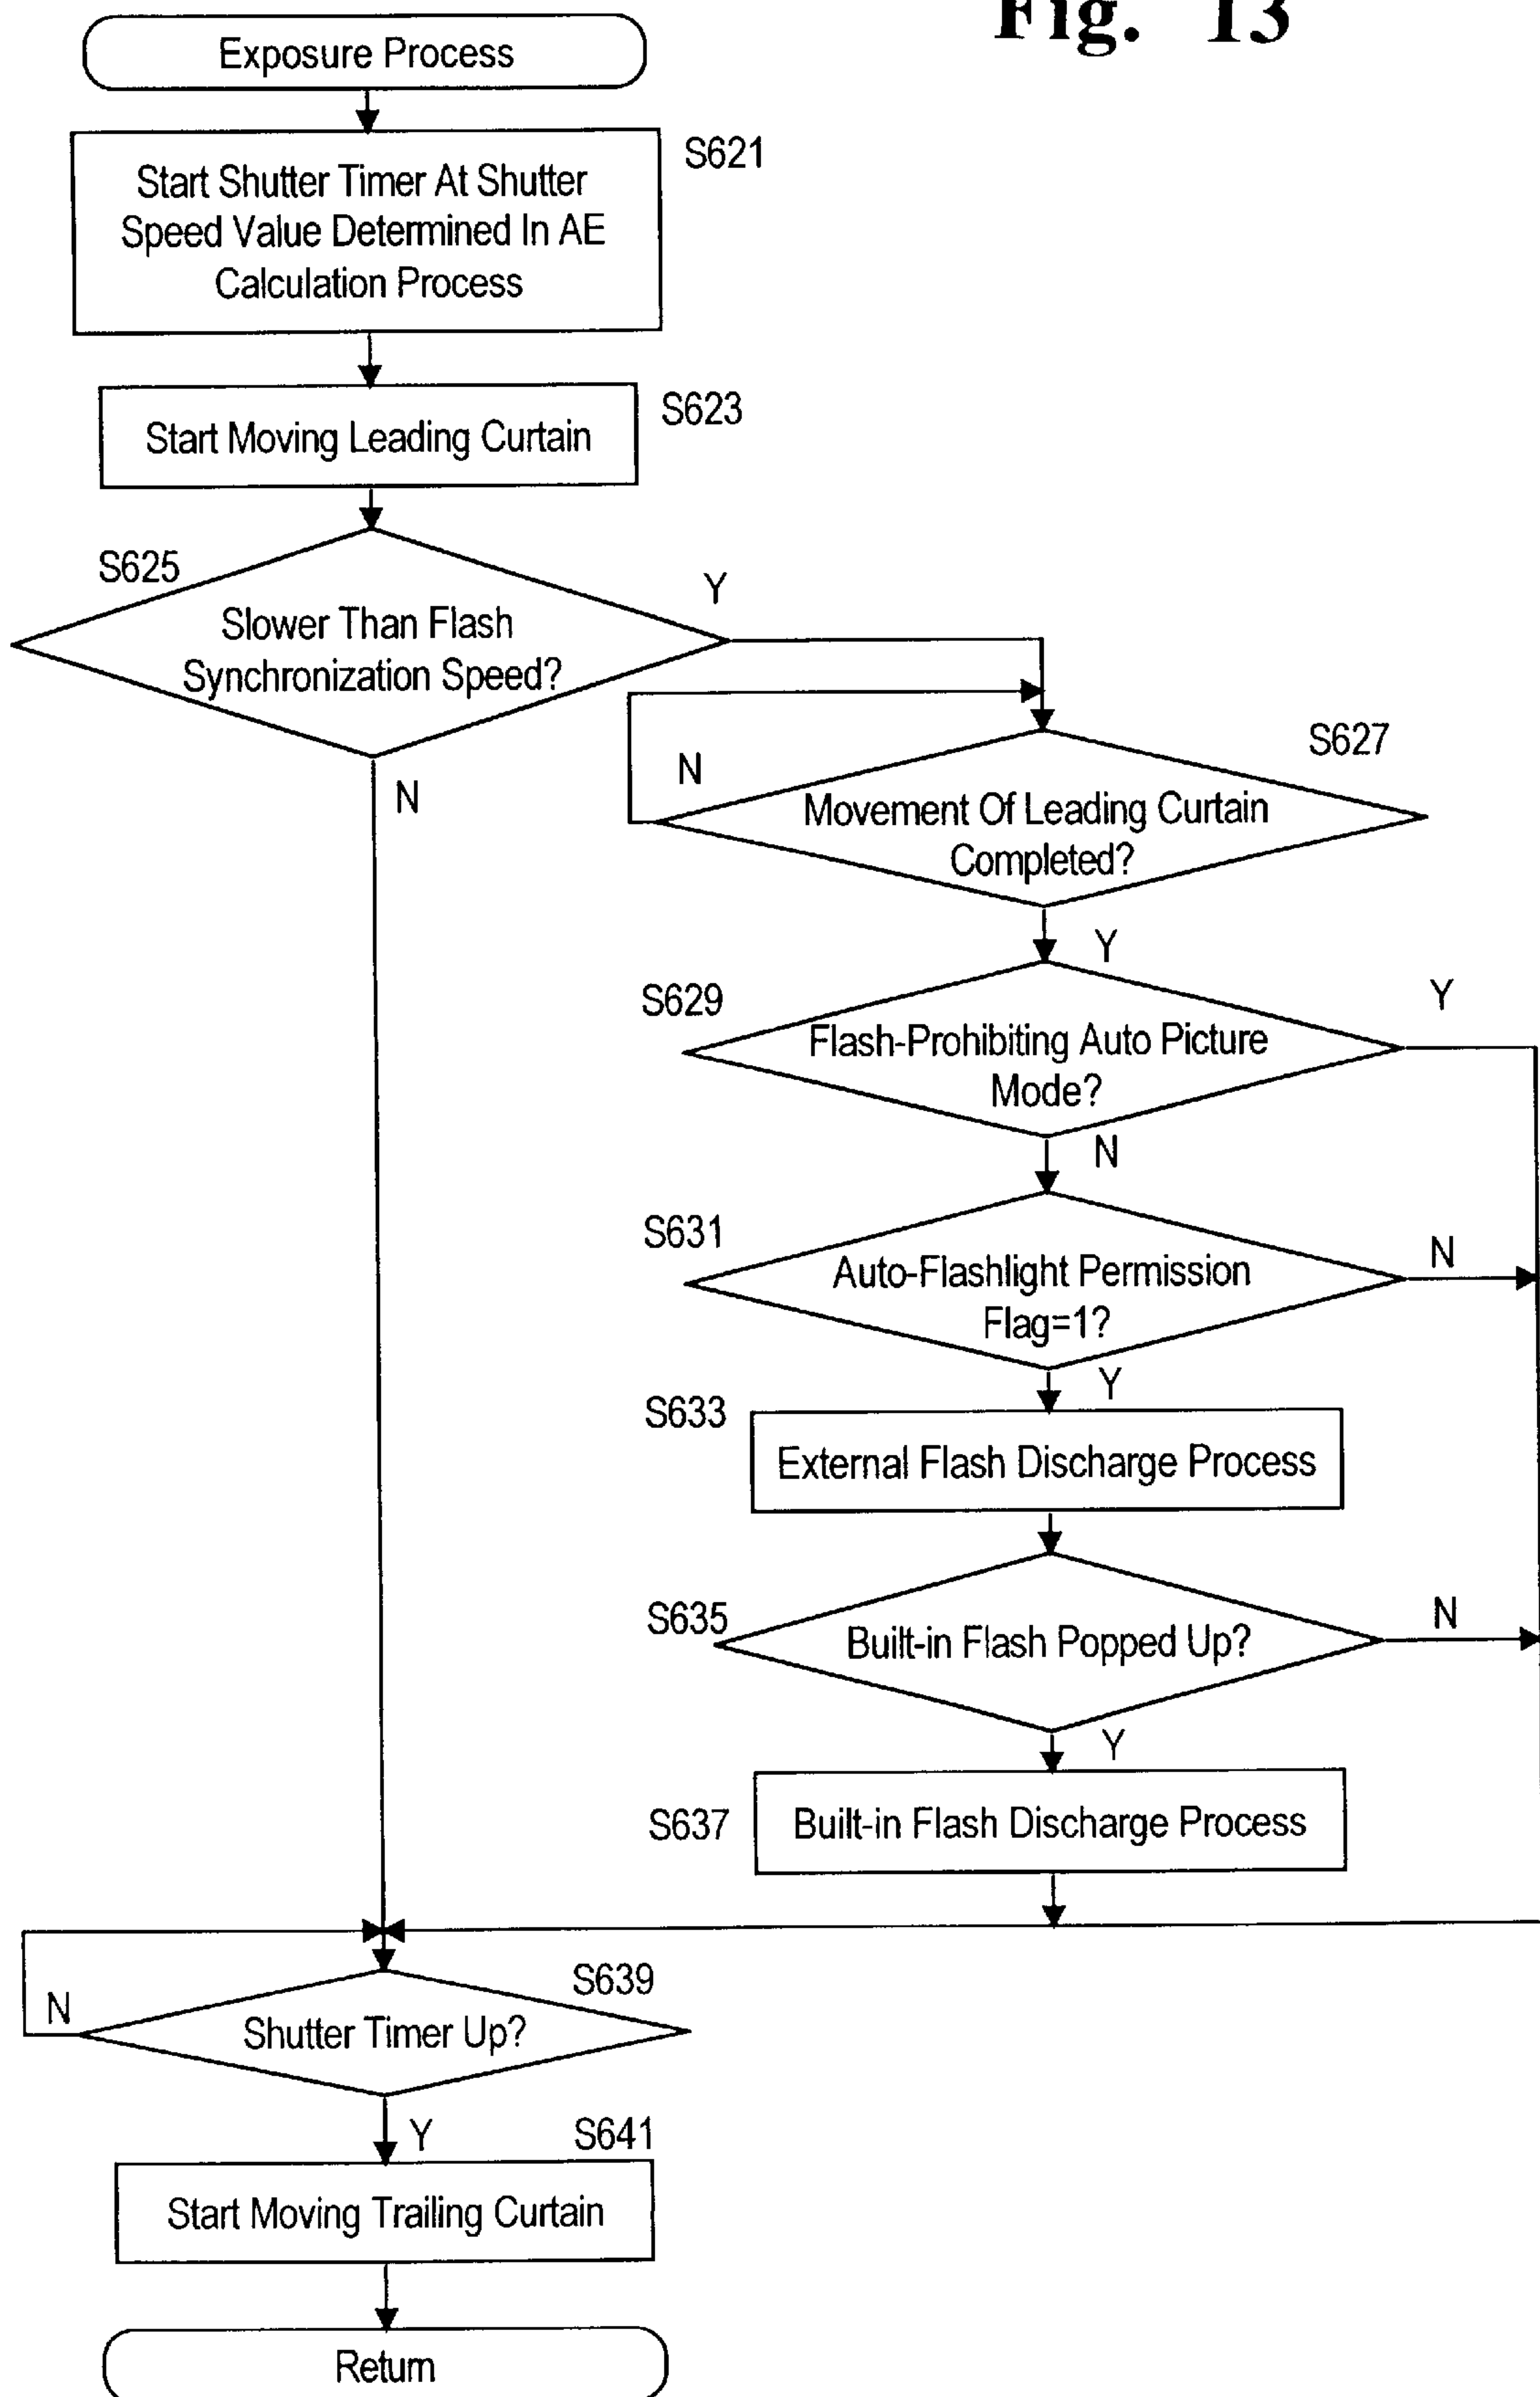 Fig. 13
Exposure Process
S621
Start Shutter Timer At Shutter
Speed Value Determined In AE
Calculation Process
S623
Start Moving Leading Curtain
S625
Y
Slower Than Flash
Synchronization Speed?
N
S627
N
Movement Of Leading Curtain
Completed?
Y
S629
Y
Flash-Prohibiting Auto Picture
Mode?
N
S631
N
Auto-Flashlight Permission
Flag=1?
Y
S633
External Flash Discharge Process
S635
N
Built-in Flash Popped Up?
Y
S637
Built-in Flash Discharge Process
S639
N
Shutter Timer Up?
Y
S641
Start Moving Trailing Curtain
Return